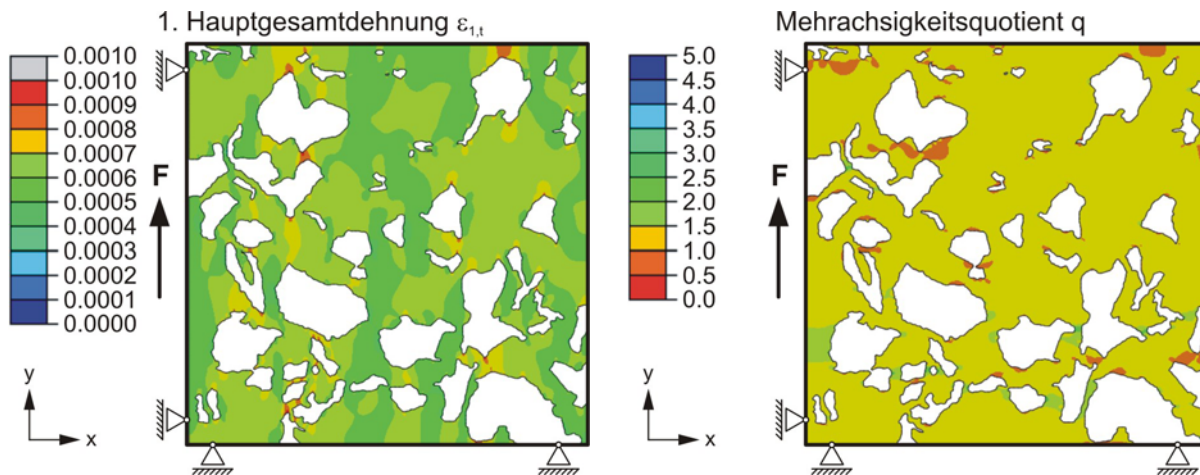 1. Hauptgesamtdehnung ε1,t
0.0010
0.0010
0.0009
0.0008
0.0007
0.0006
0.0005
0.0004
0.0003
0.0002
0.0001
0.0000
F
y
x
Mehrachsigkeitsquotient q
5.0
4.5
4.0
3.5
3.0
2.5
2.0
1.5
1.0
0.5
0.0
F
y
x